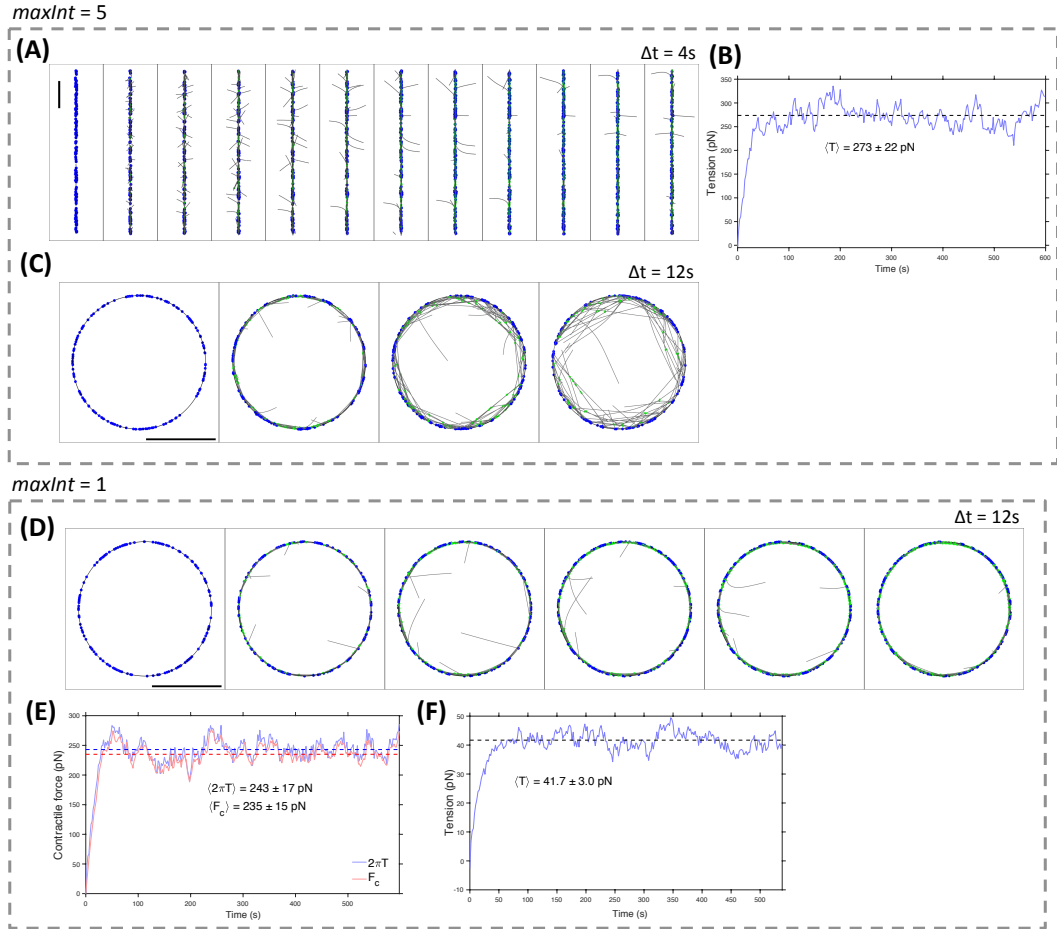 maxInt = 5
(A)
Δt = 4s
(B)
350
300
250
200
150
100
50
0
Tension (pN)
⟨T⟩ = 273 ± 22 pN
0 100 200 300 400 500 600
Time (s)
(C)
Δt = 12s
maxInt = 1
(D)
Δt = 12s
(E)
300
250
200
150
100
50
0
Contractile force (pN)
⟨2πT⟩ = 243 ± 17 pN
⟨F_c⟩ = 235 ± 15 pN
2πT
F_c
0 100 200 300 400 500
Time (s)
(F)
50
40
30
20
10
0
-10
Tension (pN)
⟨T⟩ = 41.7 ± 3.0 pN
0 50 100 150 200 250 300 350 400 450 500
Time (s)